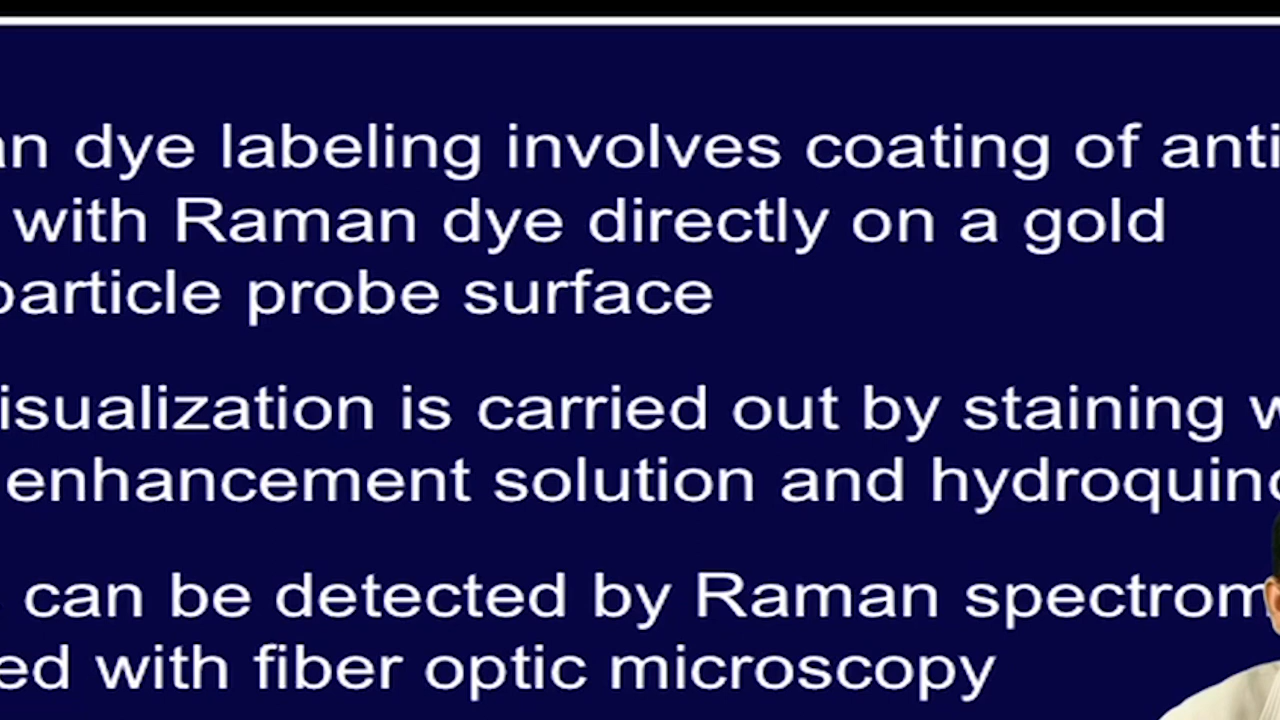 an dye labeling involves coating of anti
with Raman dye directly on a gold
particle probe surface
isualization is carried out by staining w
enhancement solution and hydroquino
can be detected by Raman spectrom
ed with fiber optic microscopy